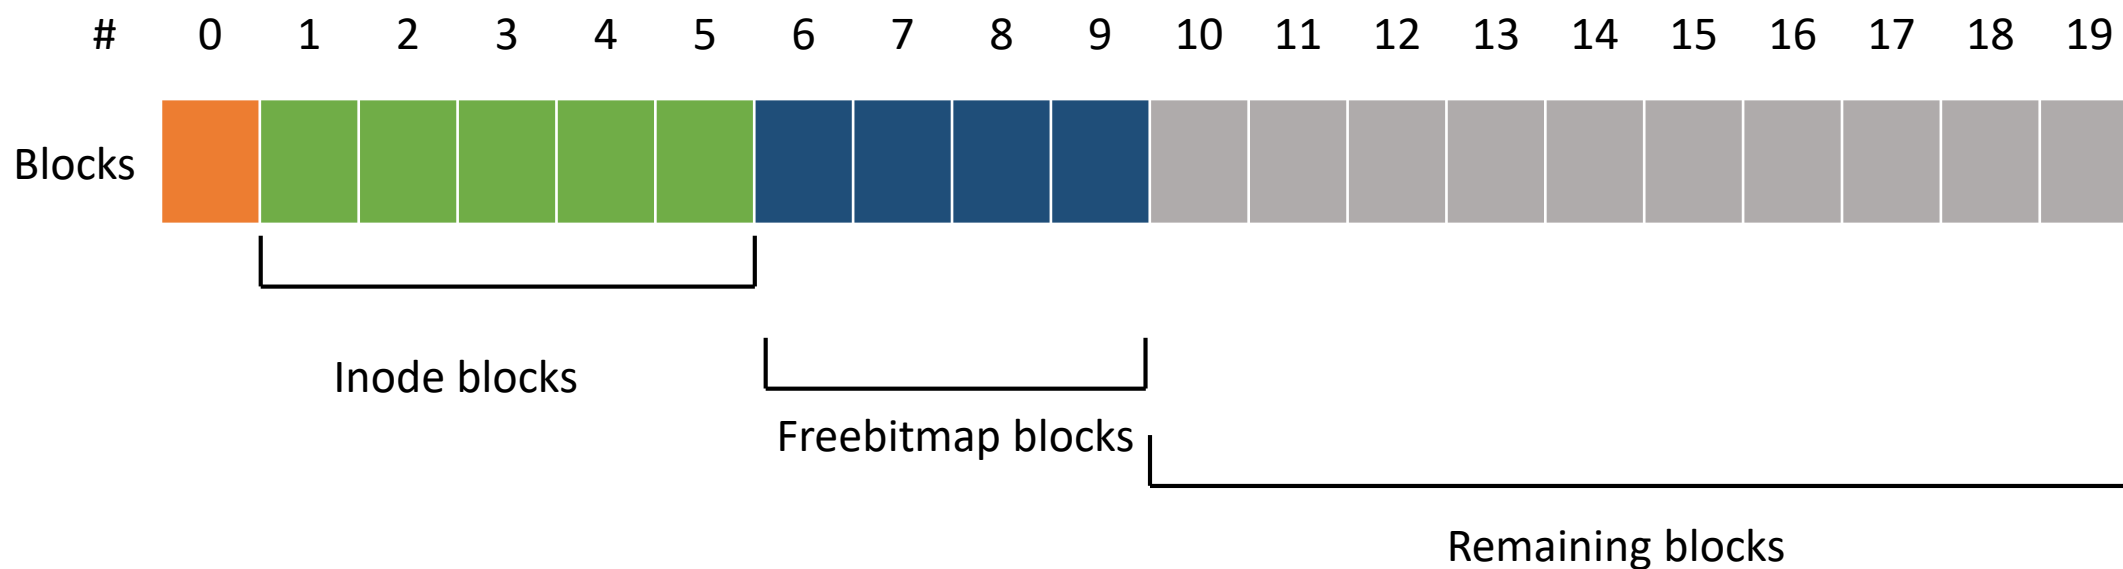 # 0 1 2 3 4 5 6 7 8 9 10 11 12 13 14 15 16 17 18 19
Blocks
Inode blocks
Freebitmap blocks
Remaining blocks